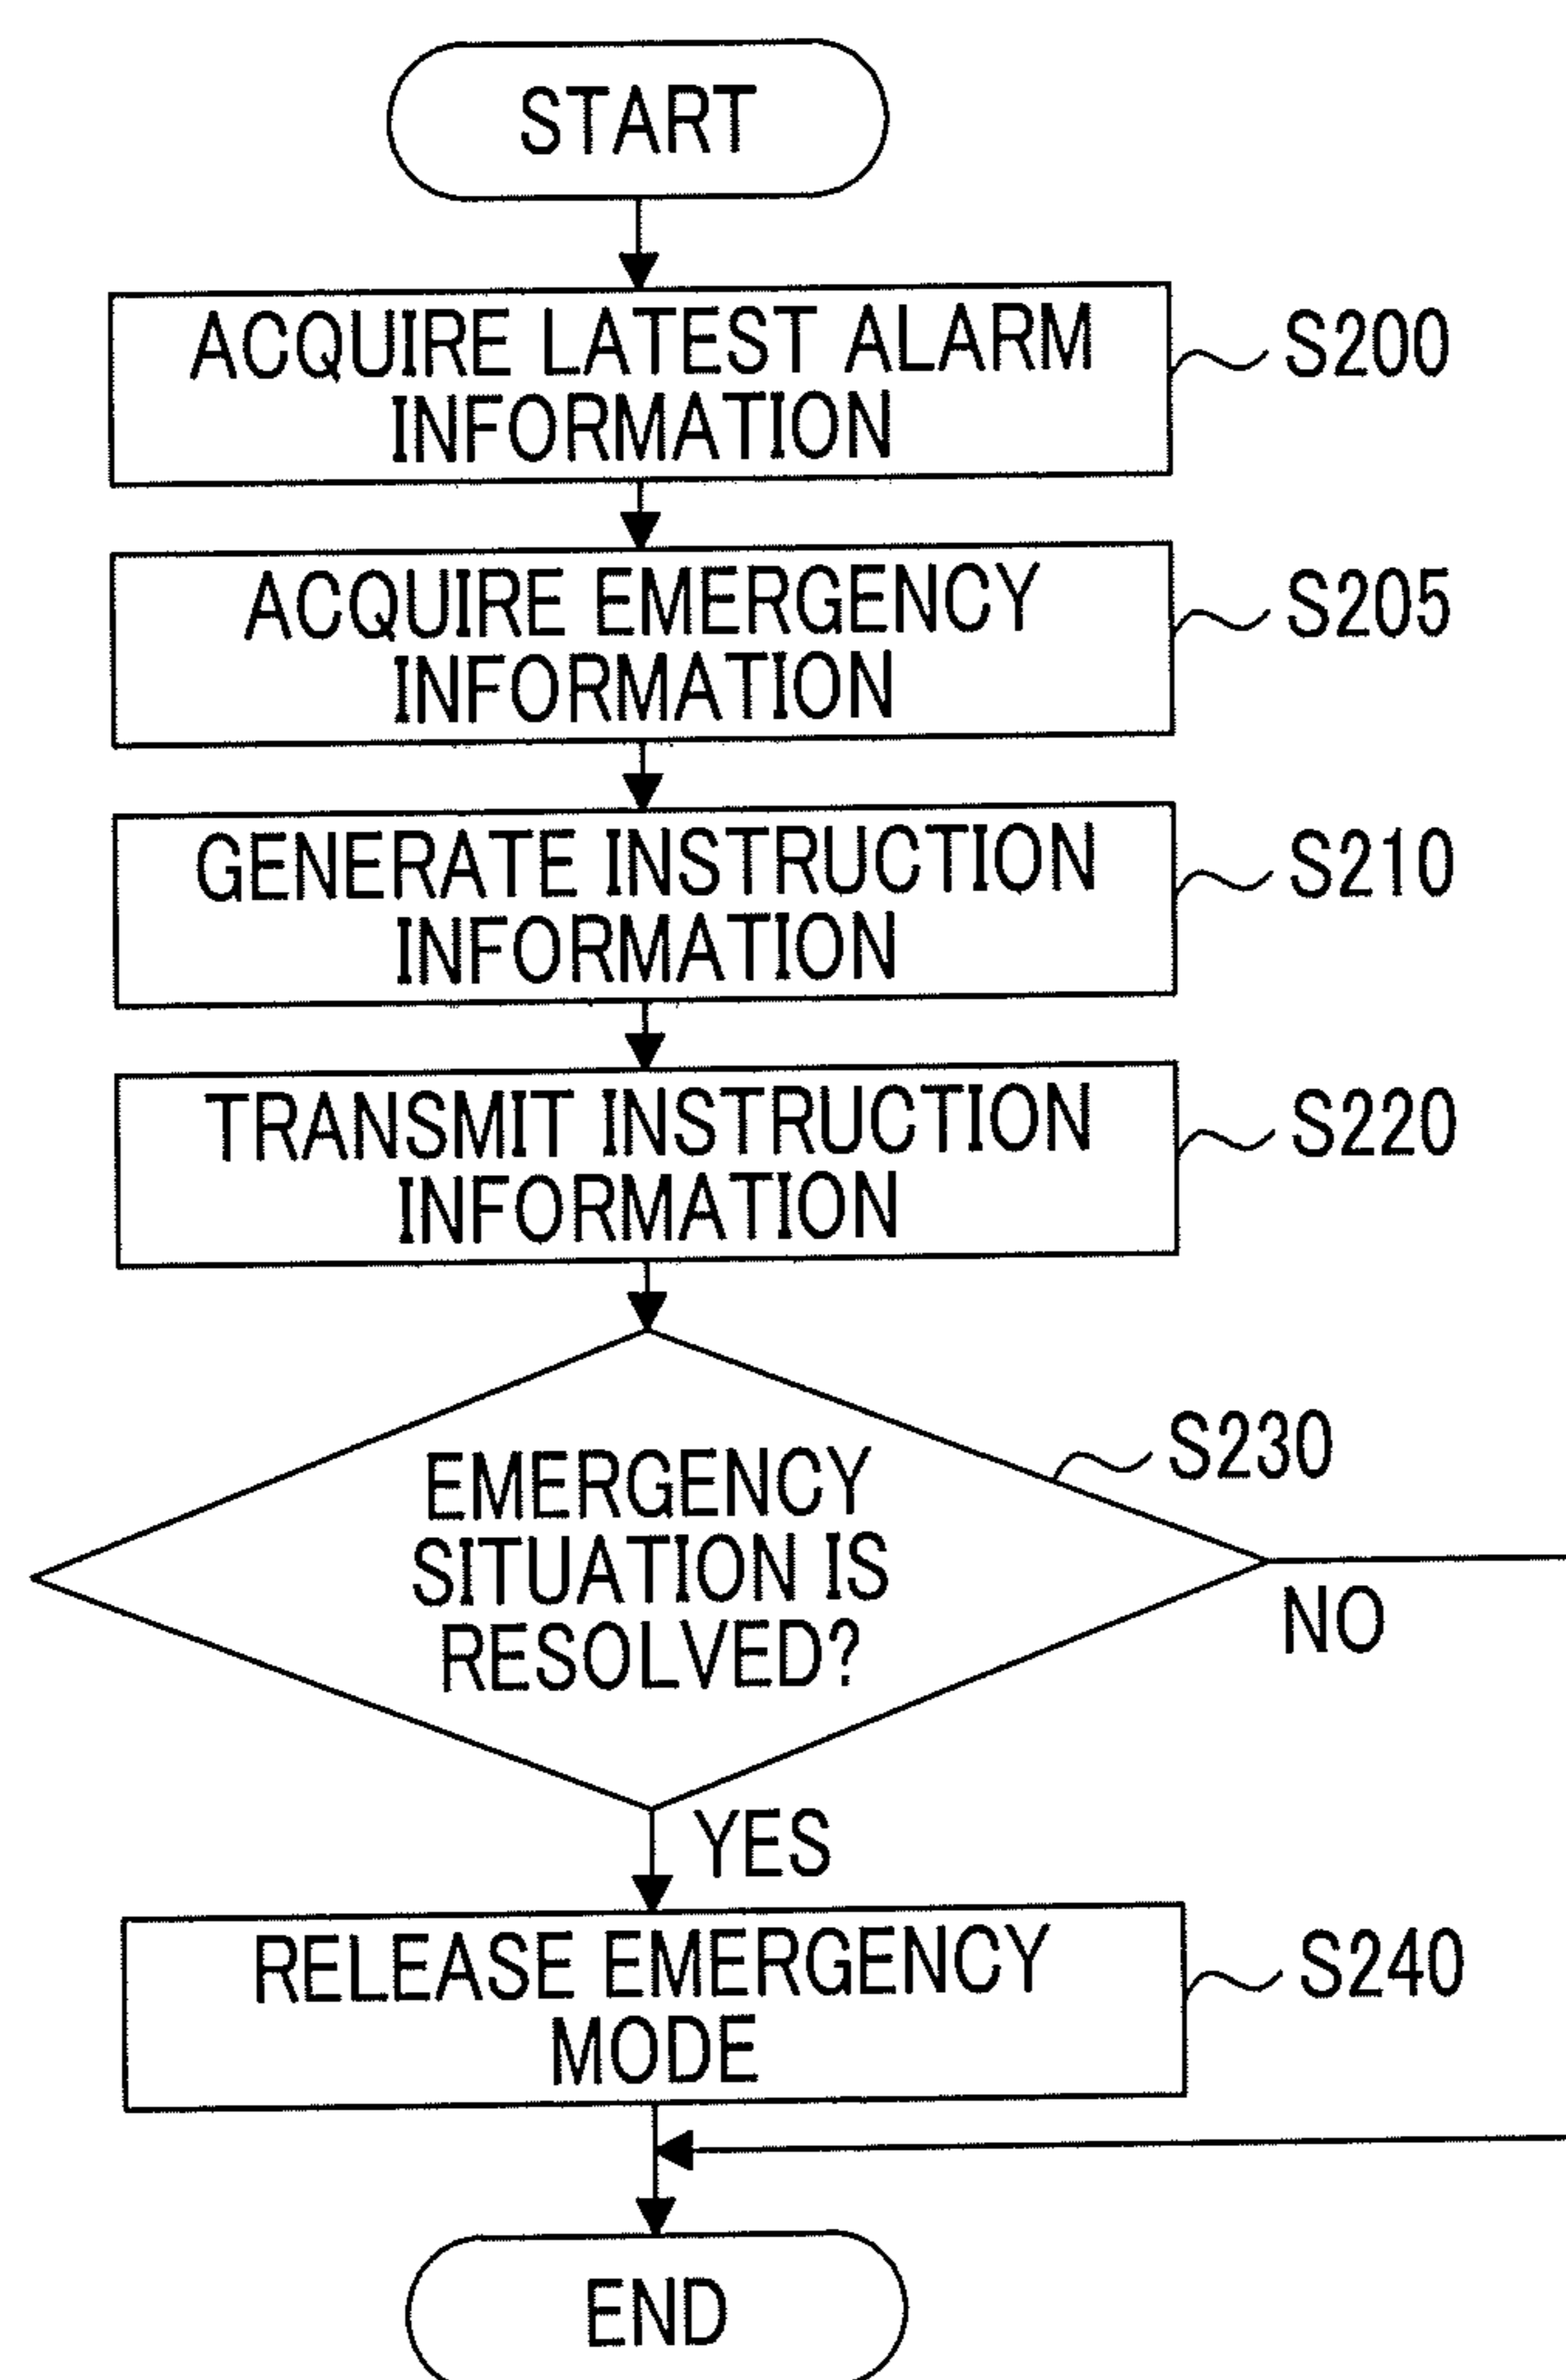 START
ACQUIRE LATEST ALARM
INFORMATION
S200
ACQUIRE EMERGENCY
INFORMATION
S205
GENERATE INSTRUCTION
INFORMATION
S210
TRANSMIT INSTRUCTION
INFORMATION
S220
EMERGENCY
SITUATION IS
RESOLVED?
S230
NO
YES
RELEASE EMERGENCY
MODE
S240
END